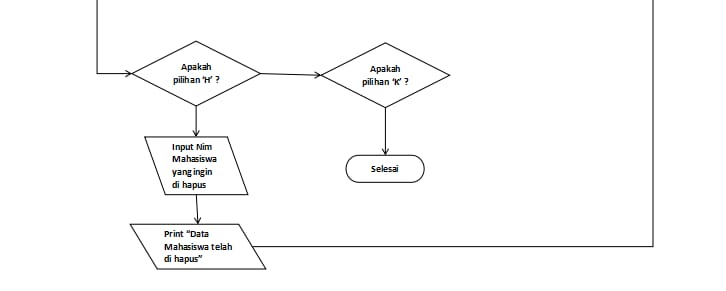 Apakah
pilihan 'H' ?
Apakah
pilihan 'K' ?
Input Nim
Mahasiswa
yang ingin
di hapus
Selesai
Print "Data
Mahasiswa telah
di hapus"